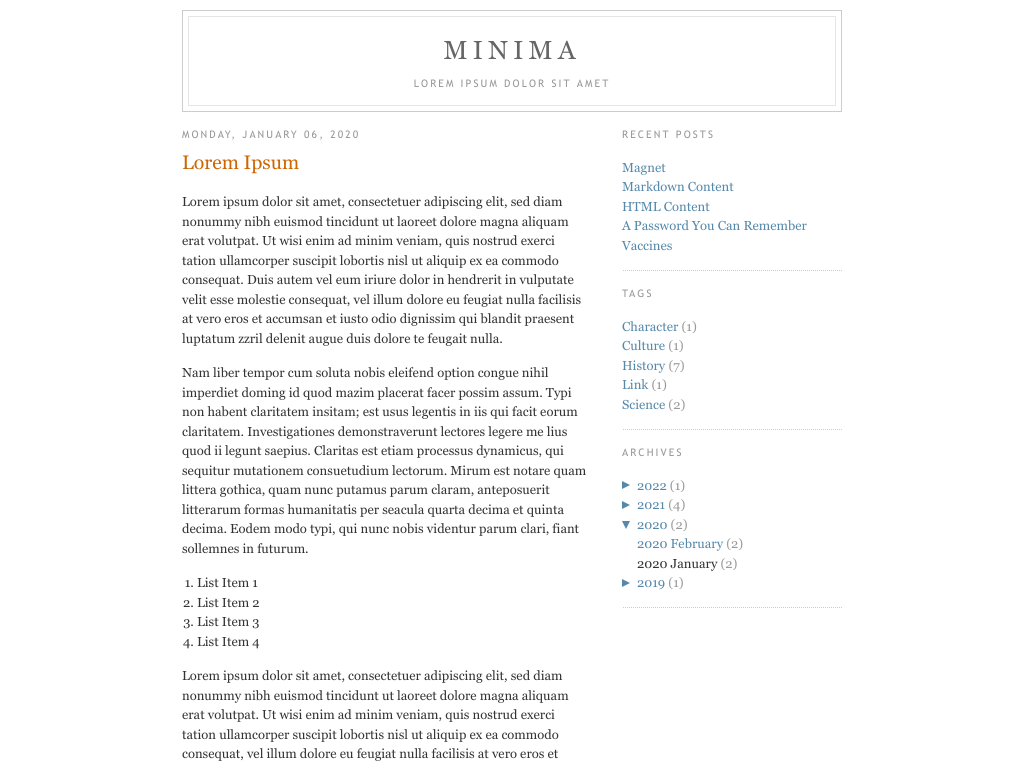 MINIMA
LOREM IPSUM DOLOR SIT AMET
MONDAY, JANUARY 06, 2020
Lorem Ipsum
Lorem ipsum dolor sit amet, consectetuer adipiscing elit, sed diam
nonummy nibh euismod tincidunt ut laoreet dolore magna aliquam
erat volutpat. Ut wisi enim ad minim veniam, quis nostrud exerci
tation ullamcorper suscipit lobortis nisl ut aliquip ex ea commodo
consequat. Duis autem vel eum iriure dolor in hendrerit in vulputate
velit esse molestie consequat, vel illum dolore eu feugiat nulla facilisis
at vero eros et accumsan et iusto odio dignissim qui blandit praesent
luptatum zzril delenit augue duis dolore te feugait nulla.
Nam liber tempor cum soluta nobis eleifend option congue nihil
imperdiet doming id quod mazim placerat facer possim assum. Typi
non habent claritatem insitam; est usus legentis in iis qui facit eorum
claritatem. Investigationes demonstraverunt lectores legere me lius
quod ii legunt saepius. Claritas est etiam processus dynamicus, qui
sequitur mutationem consuetudium lectorum. Mirum est notare quam
littera gothica, quam nunc putamus parum claram, anteposuerit
litterarum formas humanitatis per seacula quarta decima et quinta
decima. Eodem modo typi, qui nunc nobis videntur parum clari, fiant
sollemnes in futurum.
1. List Item 1
2. List Item 2
3. List Item 3
4. List Item 4
Lorem ipsum dolor sit amet, consectetuer adipiscing elit, sed diam
nonummy nibh euismod tincidunt ut laoreet dolore magna aliquam
erat volutpat. Ut wisi enim ad minim veniam, quis nostrud exerci
tation ullamcorper suscipit lobortis nisl ut aliquip ex ea commodo
consequat, vel illum dolore eu feugiat nulla facilisis at vero eros et
RECENT POSTS
Magnet
Markdown Content
HTML Content
A Password You Can Remember
Vaccines
TAGS
Character (1)
Culture (1)
History (7)
Link (1)
Science (2)
ARCHIVES
► 2022 (1)
► 2021 (4)
▼ 2020 (2)
2020 February (2)
2020 January (2)
► 2019 (1)